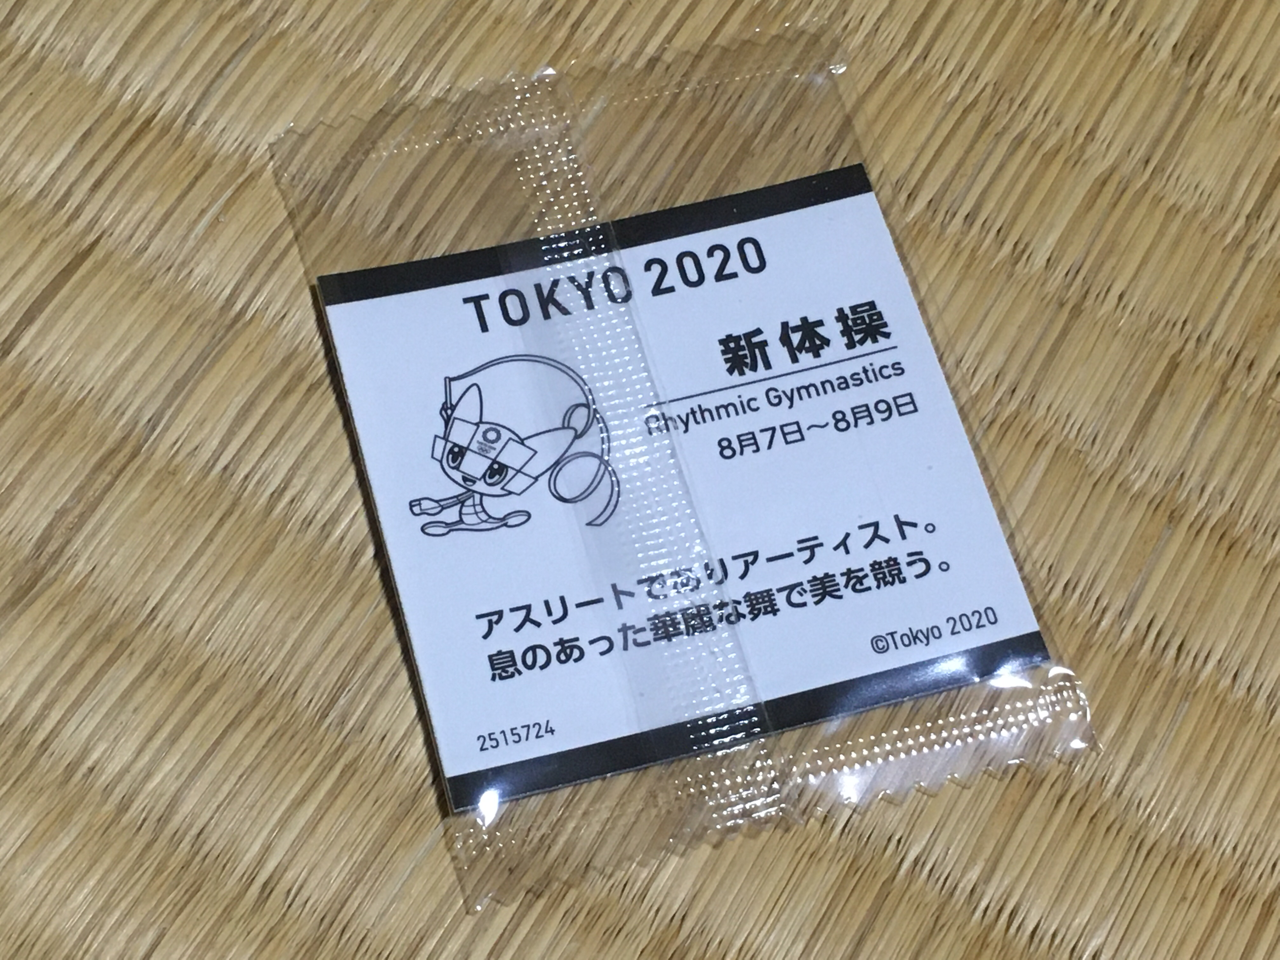 TOKYO 2020
新体操
Rhythmic Gymnastics
8月7日〜8月9日
アスリートでありアーティスト。
息のあった華麗な舞で美を競う。
©Tokyo 2020
2515724